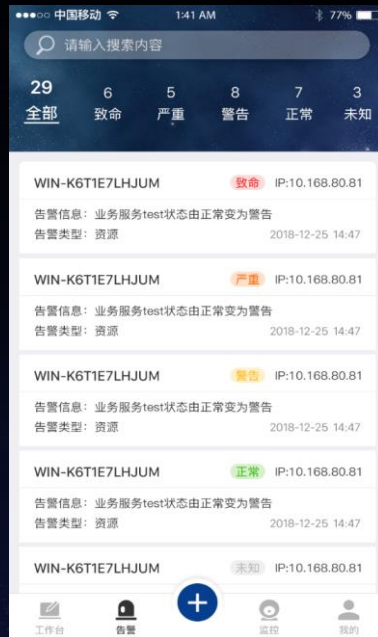 中国移动 1:41 AM 77%
请输入搜索内容
29 6 5 8 7 3
全部 致命 严重 警告 正常 未知
WIN-K6T1E7LHJUM 致命 IP:10.168.80.81
告警信息：业务服务test状态由正常变为警告
告警类型：资源 2018-12-25 14:47
WIN-K6T1E7LHJUM 严重 IP:10.168.80.81
告警信息：业务服务test状态由正常变为警告
告警类型：资源 2018-12-25 14:47
WIN-K6T1E7LHJUM 警告 IP:10.168.80.81
告警信息：业务服务test状态由正常变为警告
告警类型：资源 2018-12-25 14:47
WIN-K6T1E7LHJUM 正常 IP:10.168.80.81
告警信息：业务服务test状态由正常变为警告
告警类型：资源 2018-12-25 14:47
WIN-K6T1E7LHJUM 未知 IP:10.168.80.81
工作台 告警 监控 我的